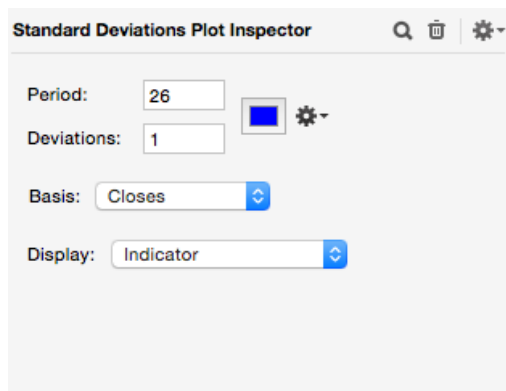 Standard Deviations Plot Inspector
Period: 26
Deviations: 1
Basis: Closes
Display: Indicator